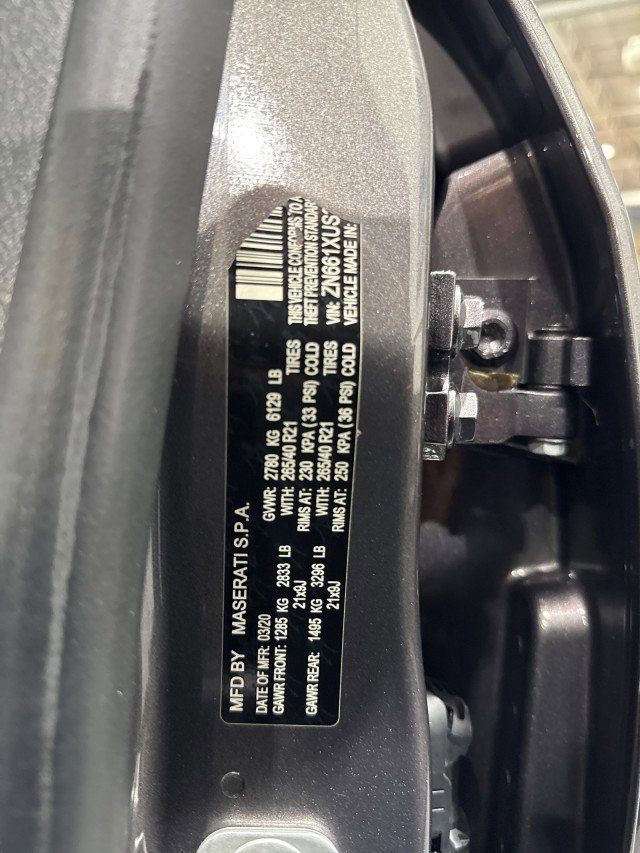 MFD BY MASERATI S.P.A.
DATE OF MFR: 03/20 GVWR: 2780 KG 6129 LB
GAWR FRONT: 1285 KG 2833 LB WITH: 265/40 R21 TIRES
21x9J RIMS AT: 230 KPA ( 33 PSI) COLD
GAWR REAR: 1495 KG 3296 LB WITH: 265/40 R21 TIRES
21x9J RIMS AT: 250 KPA ( 36 PSI) COLD
THIS VEHICLE CONFORMS TO A
THEFT PREVENTION STANDAR
VIN: ZN661XUS
VEHICLE MADE IN: